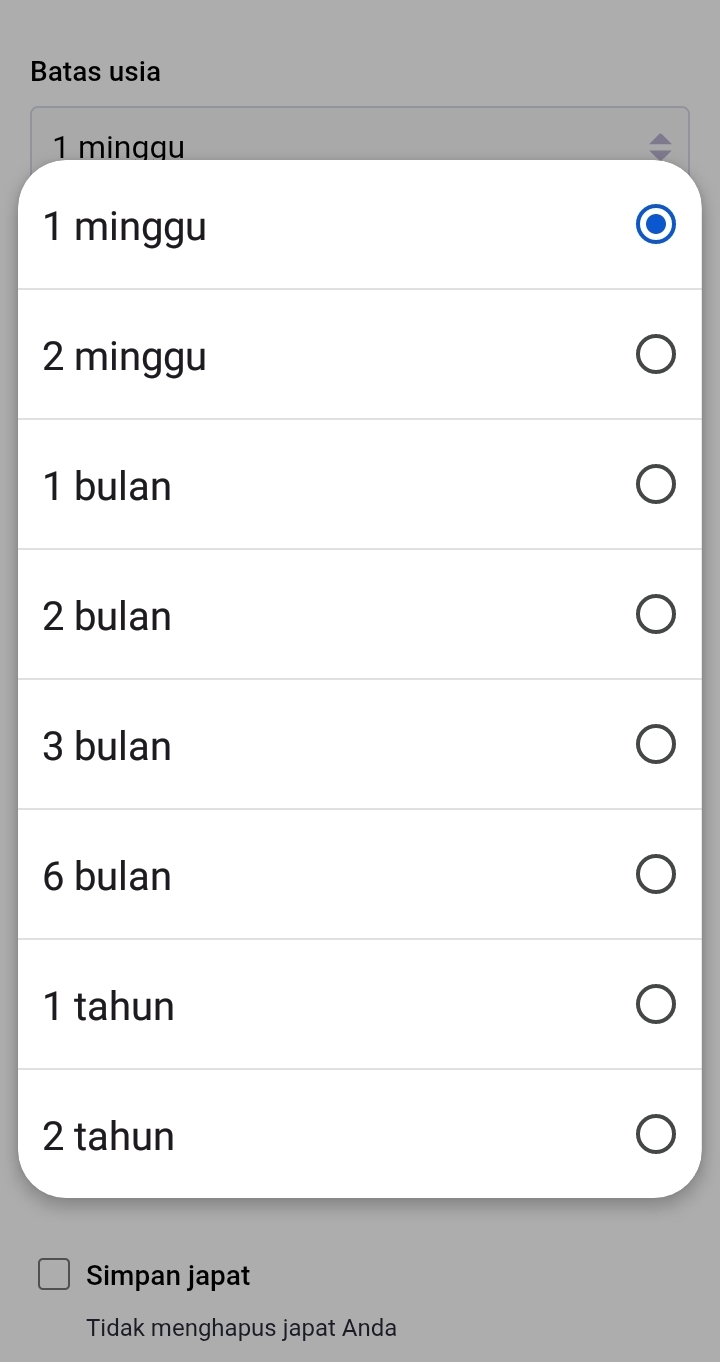 Batas usia
1 minggu
1 minggu
2 minggu
1 bulan
2 bulan
3 bulan
6 bulan
1 tahun
2 tahun
Simpan japat
Tidak menghapus japat Anda